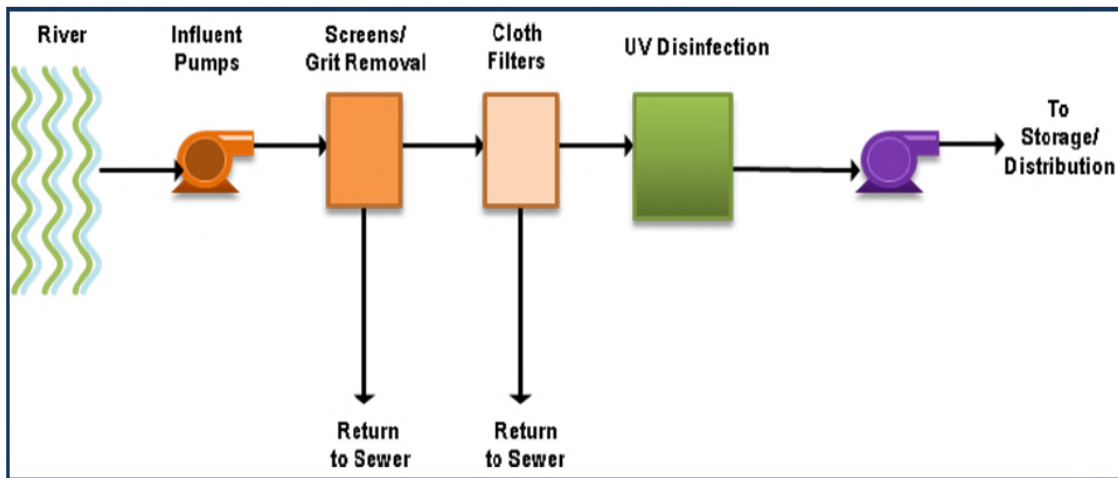 River
Influent
Pumps
Screens/
Grit Removal
Cloth
Filters
UV Disinfection
To
Storage/
Distribution
Return
to Sewer
Return
to Sewer